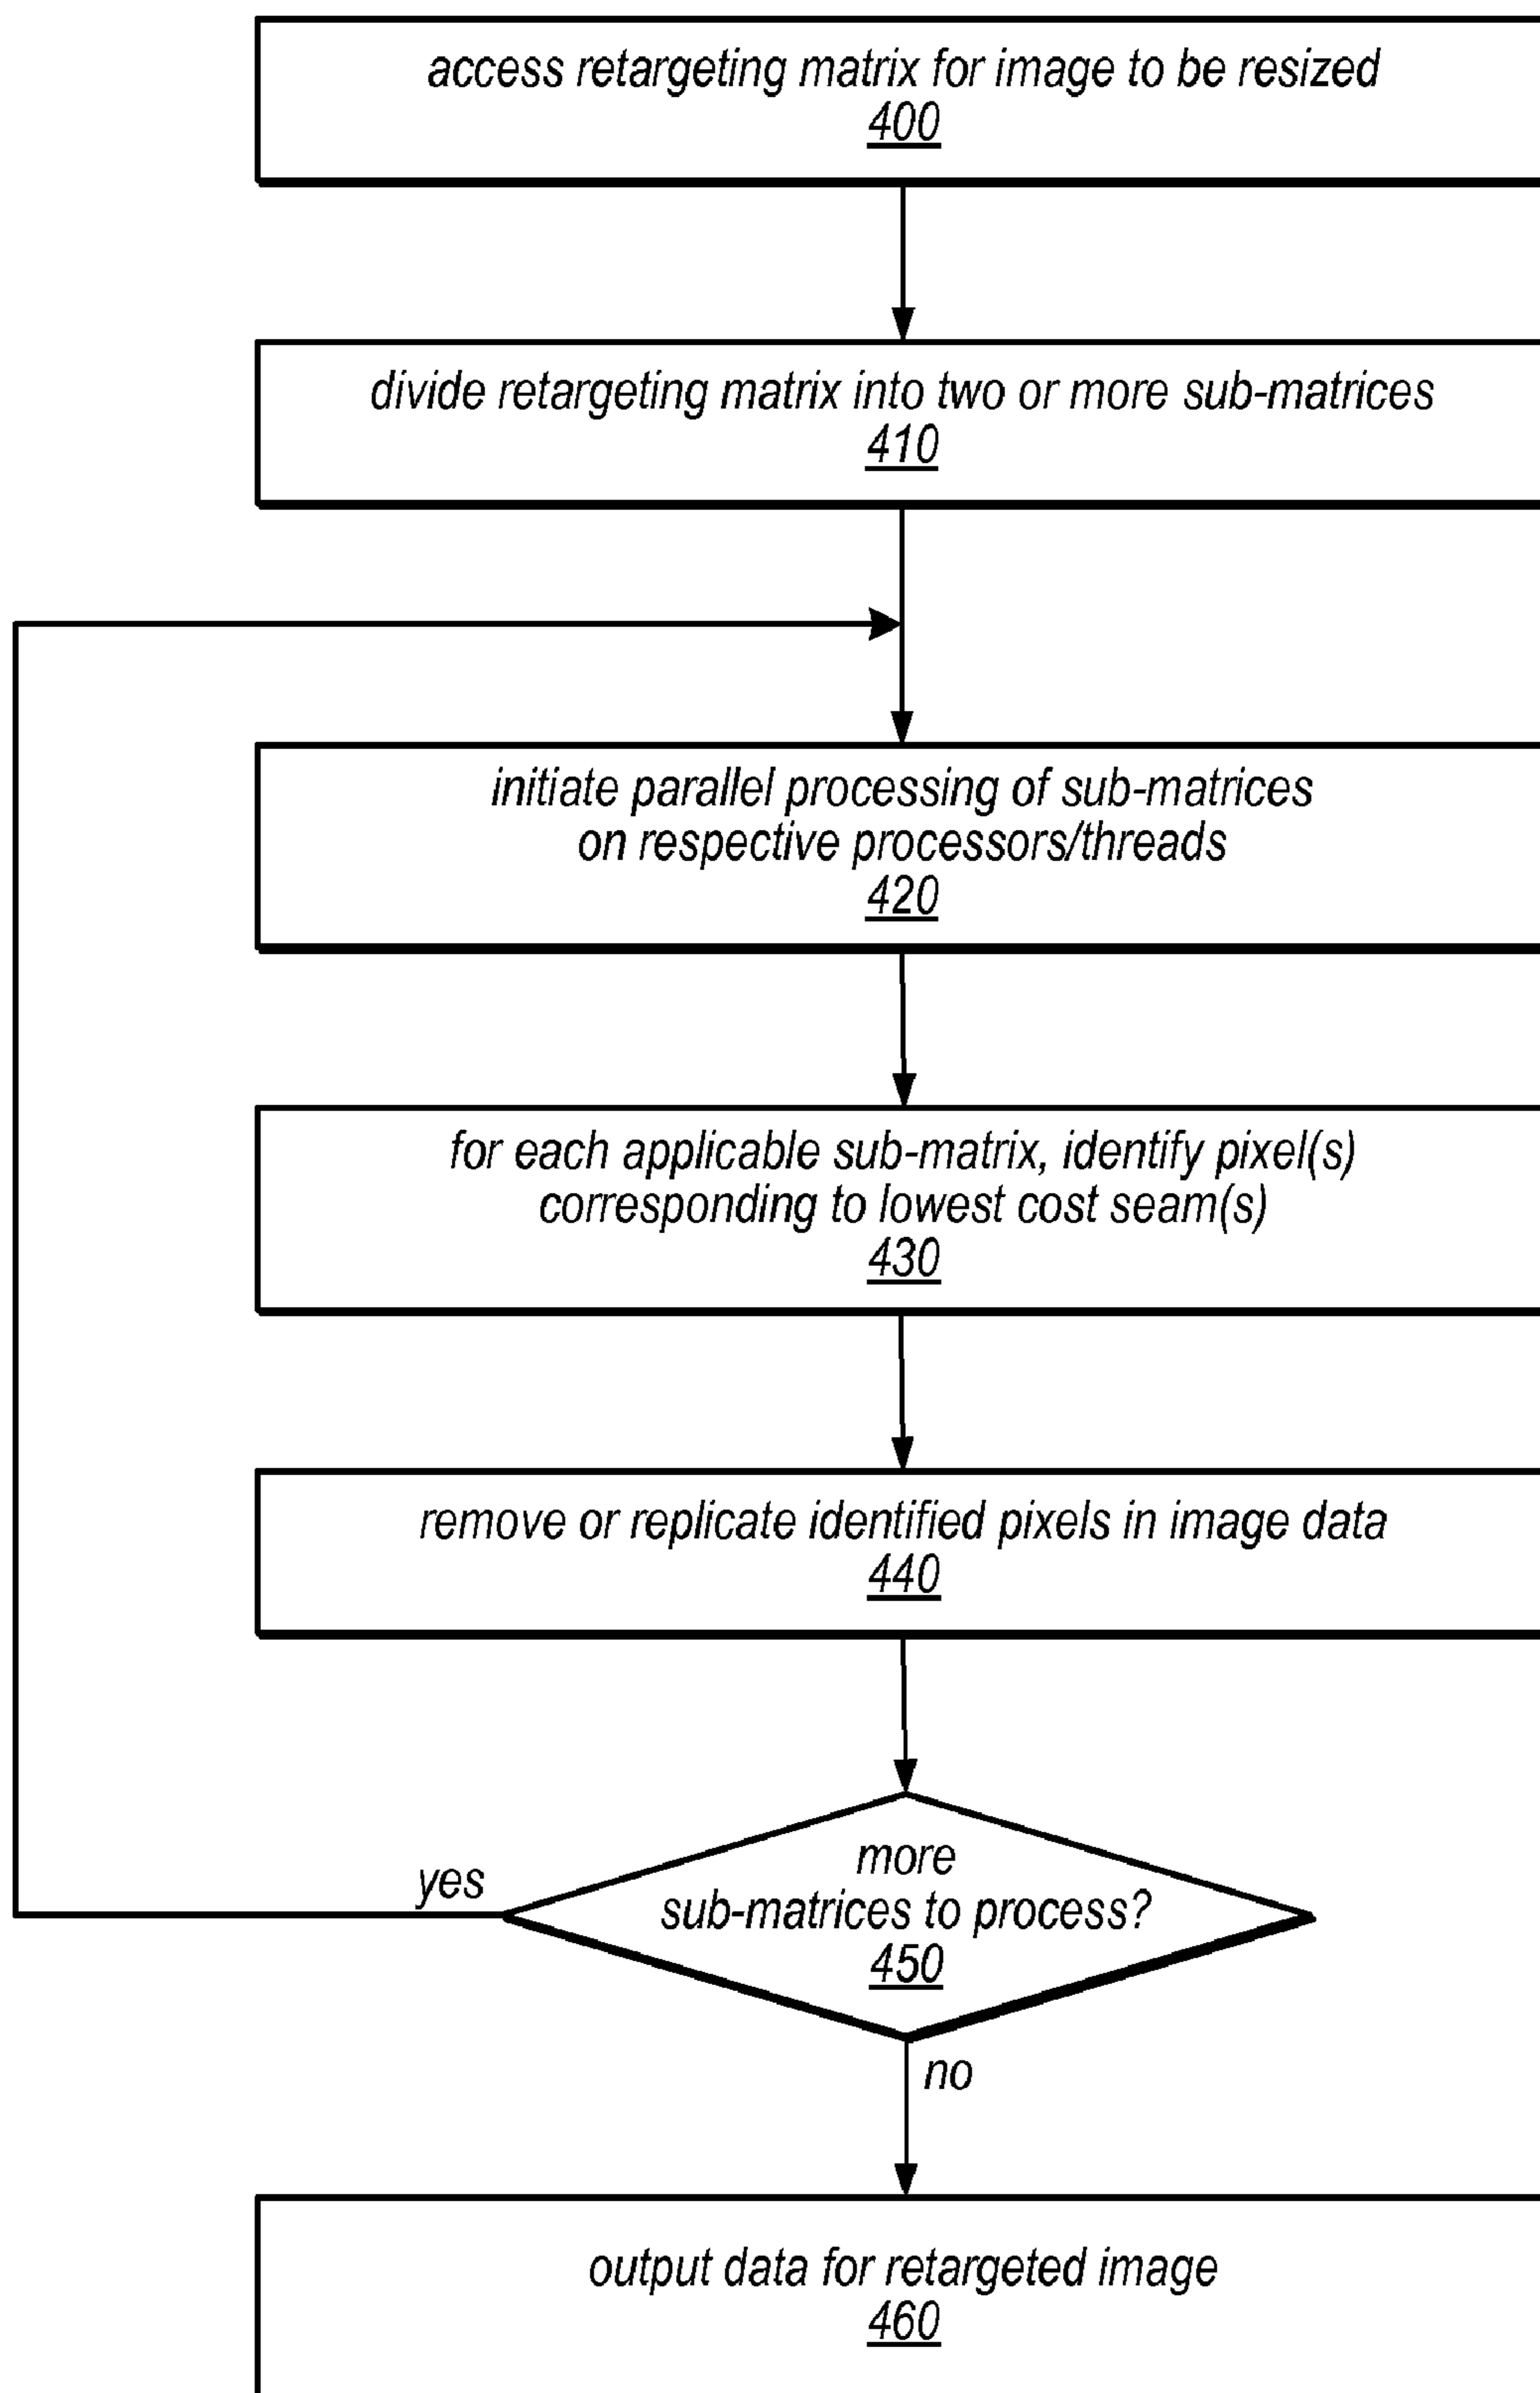 access retargeting matrix for image to be resized
400
divide retargeting matrix into two or more sub-matrices
410
initiate parallel processing of sub-matrices
on respective processors/threads
420
for each applicable sub-matrix, identify pixel(s)
corresponding to lowest cost seam(s)
430
remove or replicate identified pixels in image data
440
yes
more
sub-matrices to process?
450
no
output data for retargeted image
460